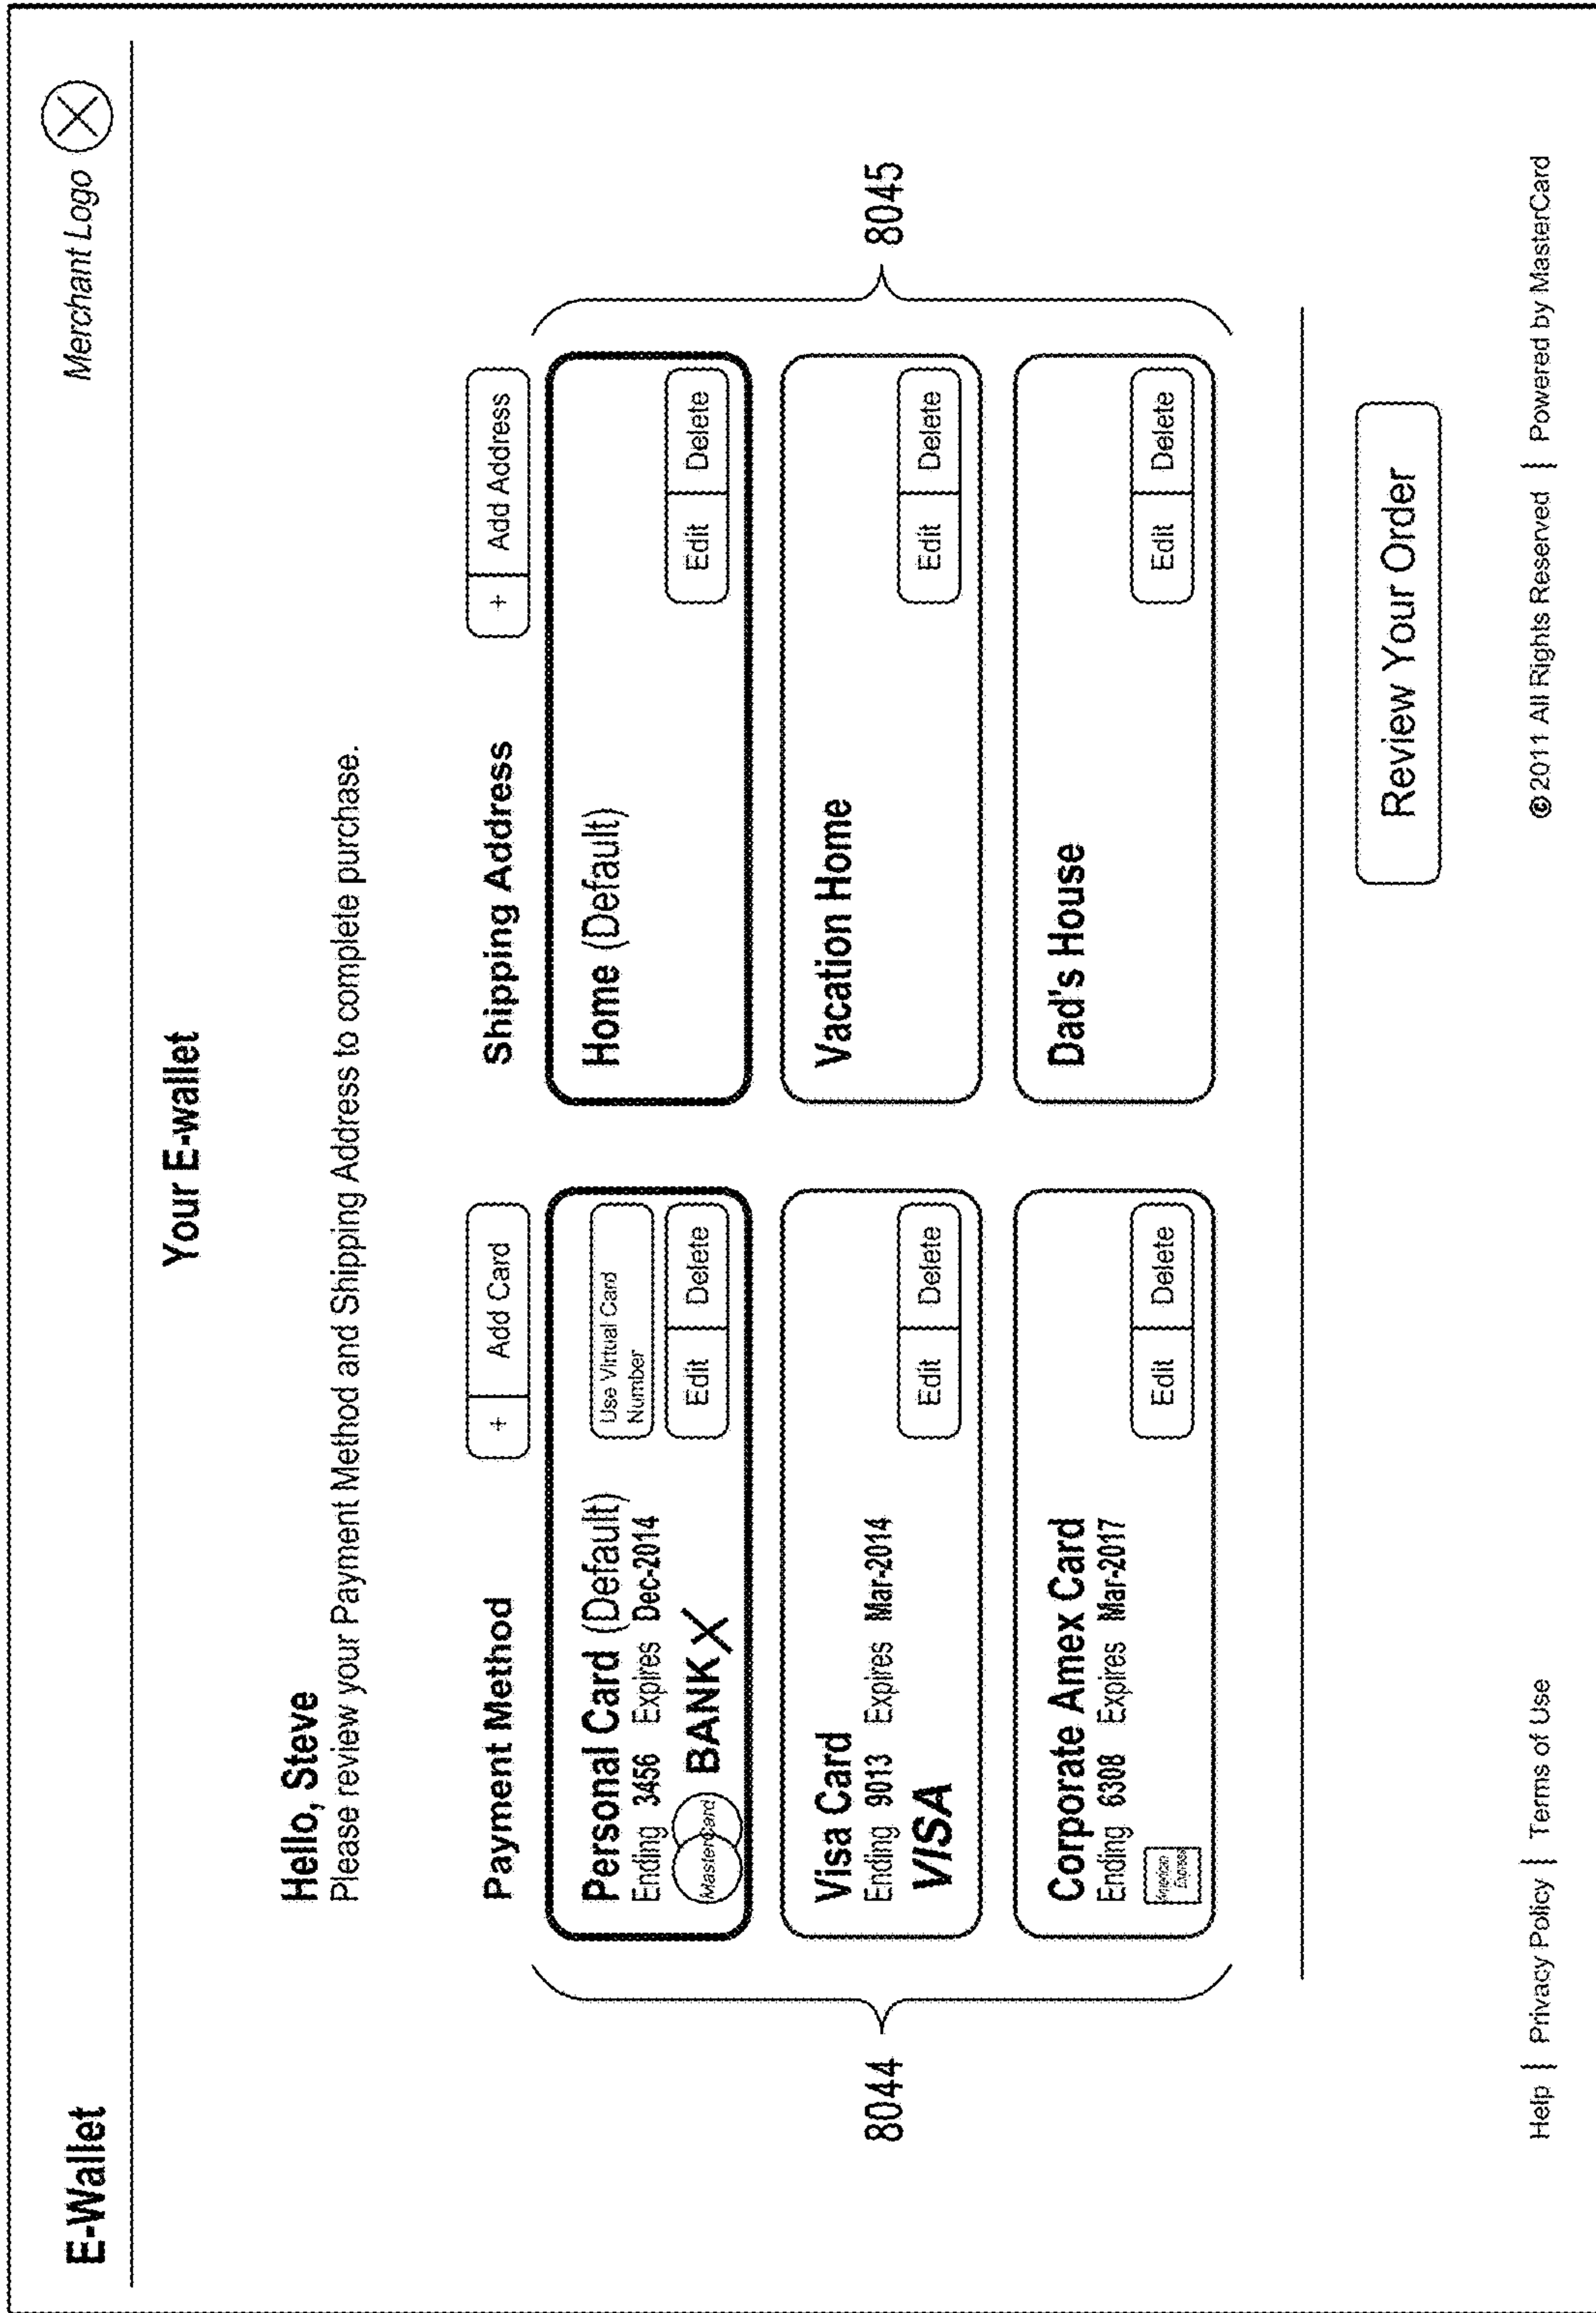 E-Wallet
Merchant Logo
Your E-wallet
Hello, Steve
Please review your Payment Method and Shipping Address to complete purchase.
Payment Method
+ Add Card
Personal Card (Default)
Ending 3456 Expires Dec-2014
MasterCard
BANK X
Use Virtual Card
Number
Edit Delete
Visa Card
Ending 9013 Expires Mar-2014
VISA
Edit Delete
Corporate Amex Card
Ending 6308 Expires Mar-2017
American
Express
Edit Delete
8044
Shipping Address
+ Add Address
Home (Default)
Edit Delete
Vacation Home
Edit Delete
Dad's House
Edit Delete
8045
Review Your Order
Help | Privacy Policy | Terms of Use
© 2011 All Rights Reserved | Powered by MasterCard